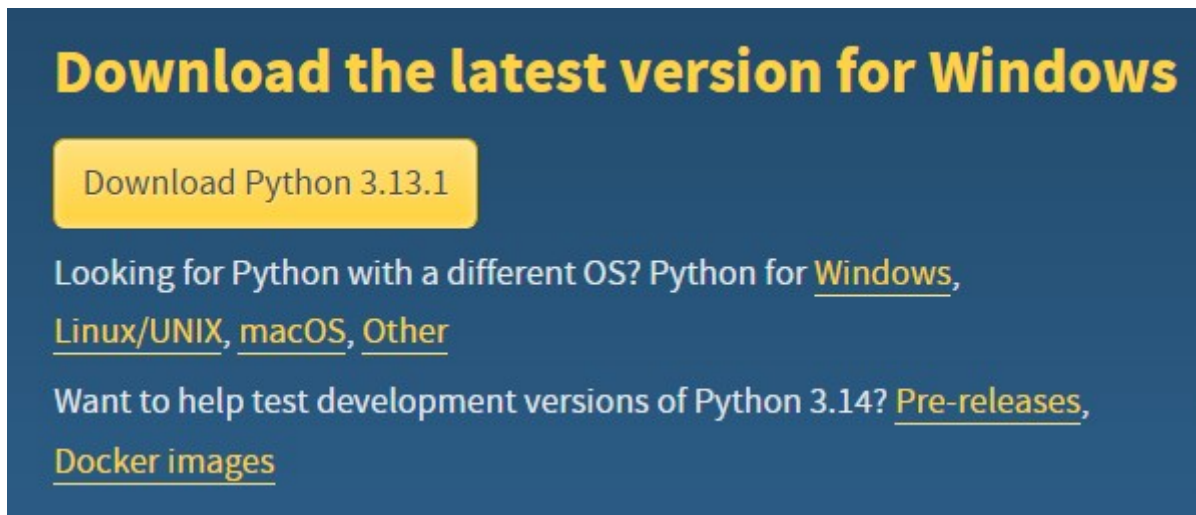 Download the latest version for Windows
Download Python 3.13.1
Looking for Python with a different OS? Python for Windows,
Linux/UNIX, macOS, Other
Want to help test development versions of Python 3.14? Pre-releases,
Docker images